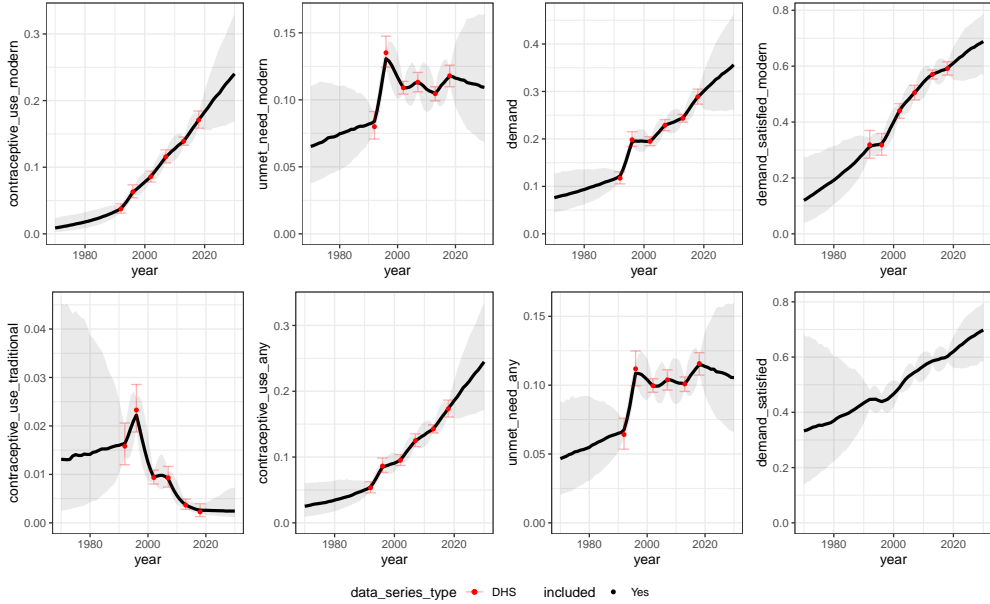 contraceptive_use_modern
0.3
0.2
0.1
0.0
1980 2000 2020
year
unmet_need_modern
0.15
0.10
0.05
0.00
1980 2000 2020
year
demand
0.4
0.3
0.2
0.1
0.0
1980 2000 2020
year
demand_satisfied_modern
0.8
0.6
0.4
0.2
0.0
1980 2000 2020
year
contraceptive_use_traditional
0.04
0.03
0.02
0.01
0.00
1980 2000 2020
year
contraceptive_use_any
0.3
0.2
0.1
0.0
1980 2000 2020
year
unmet_need_any
0.15
0.10
0.05
0.00
1980 2000 2020
year
demand_satisfied
0.8
0.6
0.4
0.2
0.0
1980 2000 2020
year
data_series_type DHS included Yes